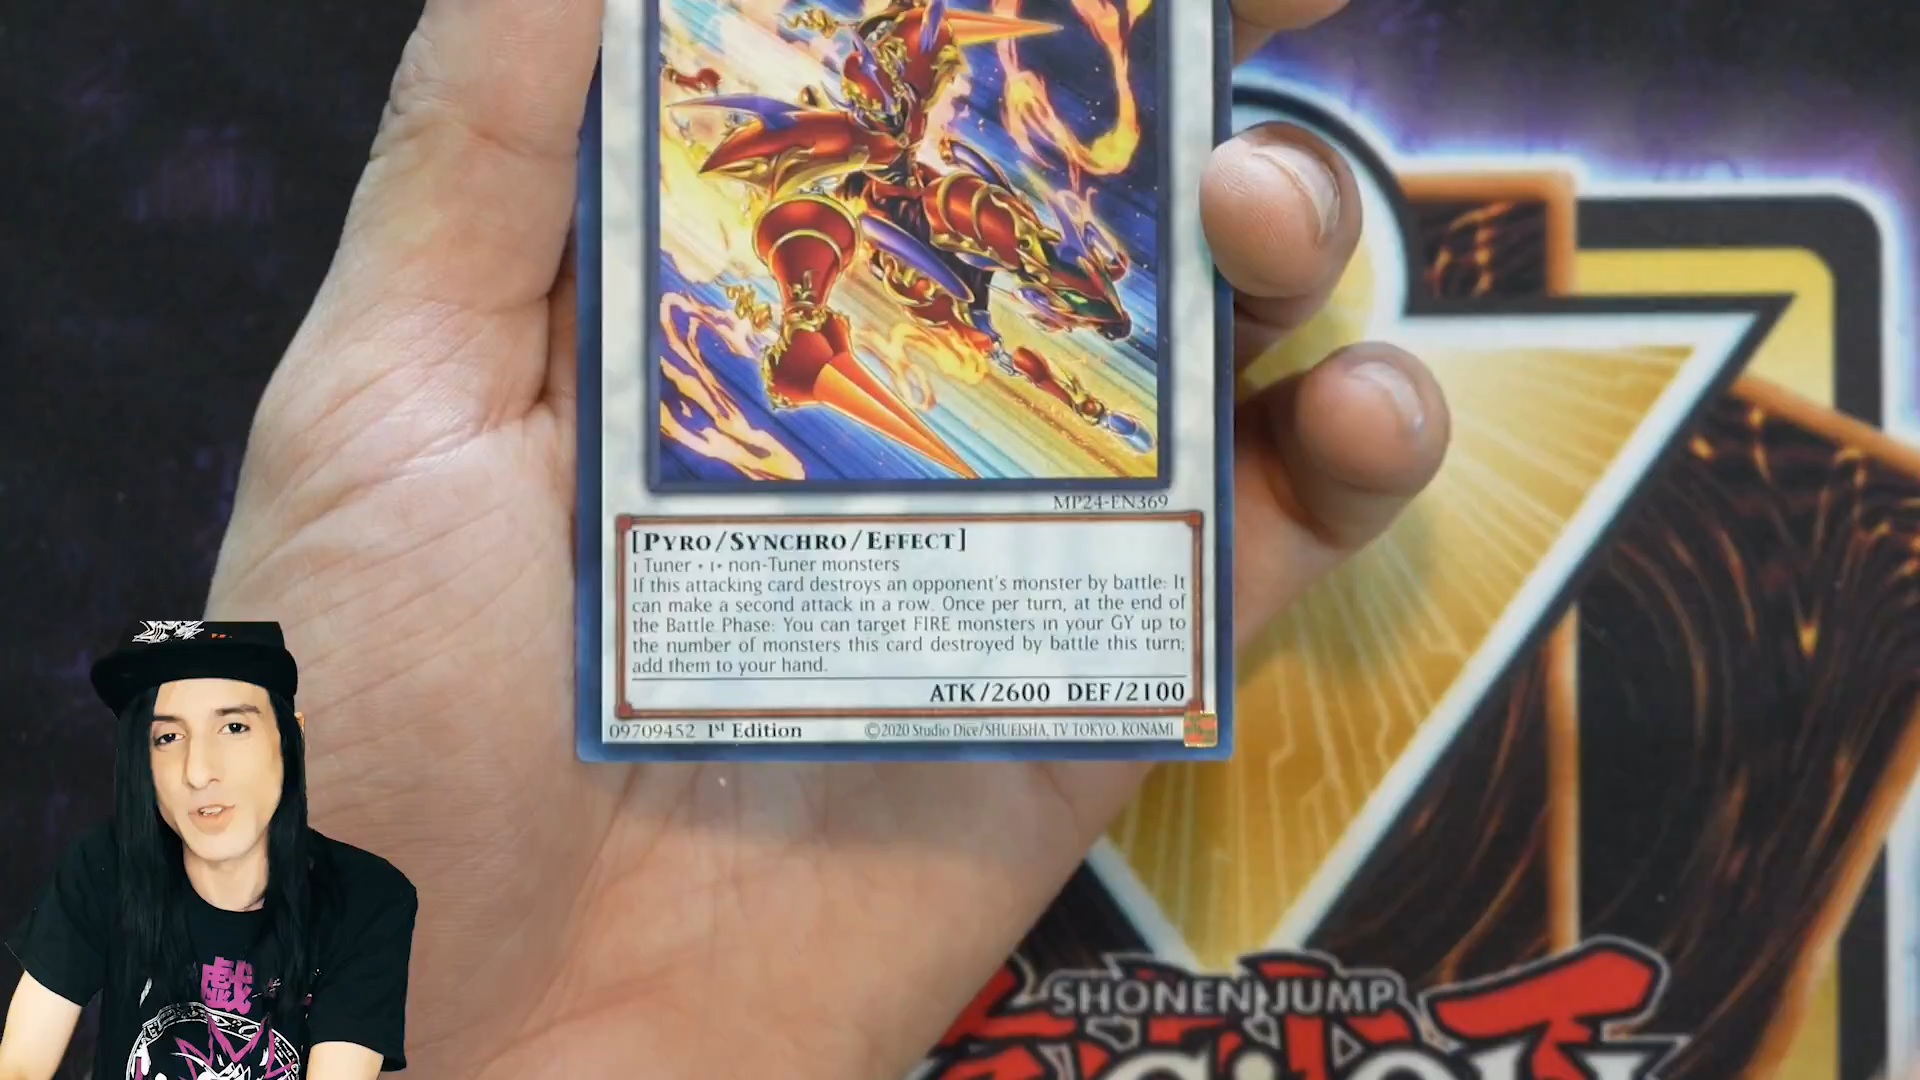 MP24-EN369
[PYRO/SYNCHRO/EFFECT]
1 Tuner + 1+ non-Tuner monsters
If this attacking card destroys an opponent's monster by battle: It
can make a second attack in a row. Once per turn, at the end of
the Battle Phase: You can target FIRE monsters in your GY up to
the number of monsters this card destroyed by battle this turn;
add them to your hand.
ATK/2600 DEF/2100
09709452 1st Edition ©2020 Studio Dice/SHUEISHA, TV TOKYO, KONAMI
戯
SHONEN JUMP